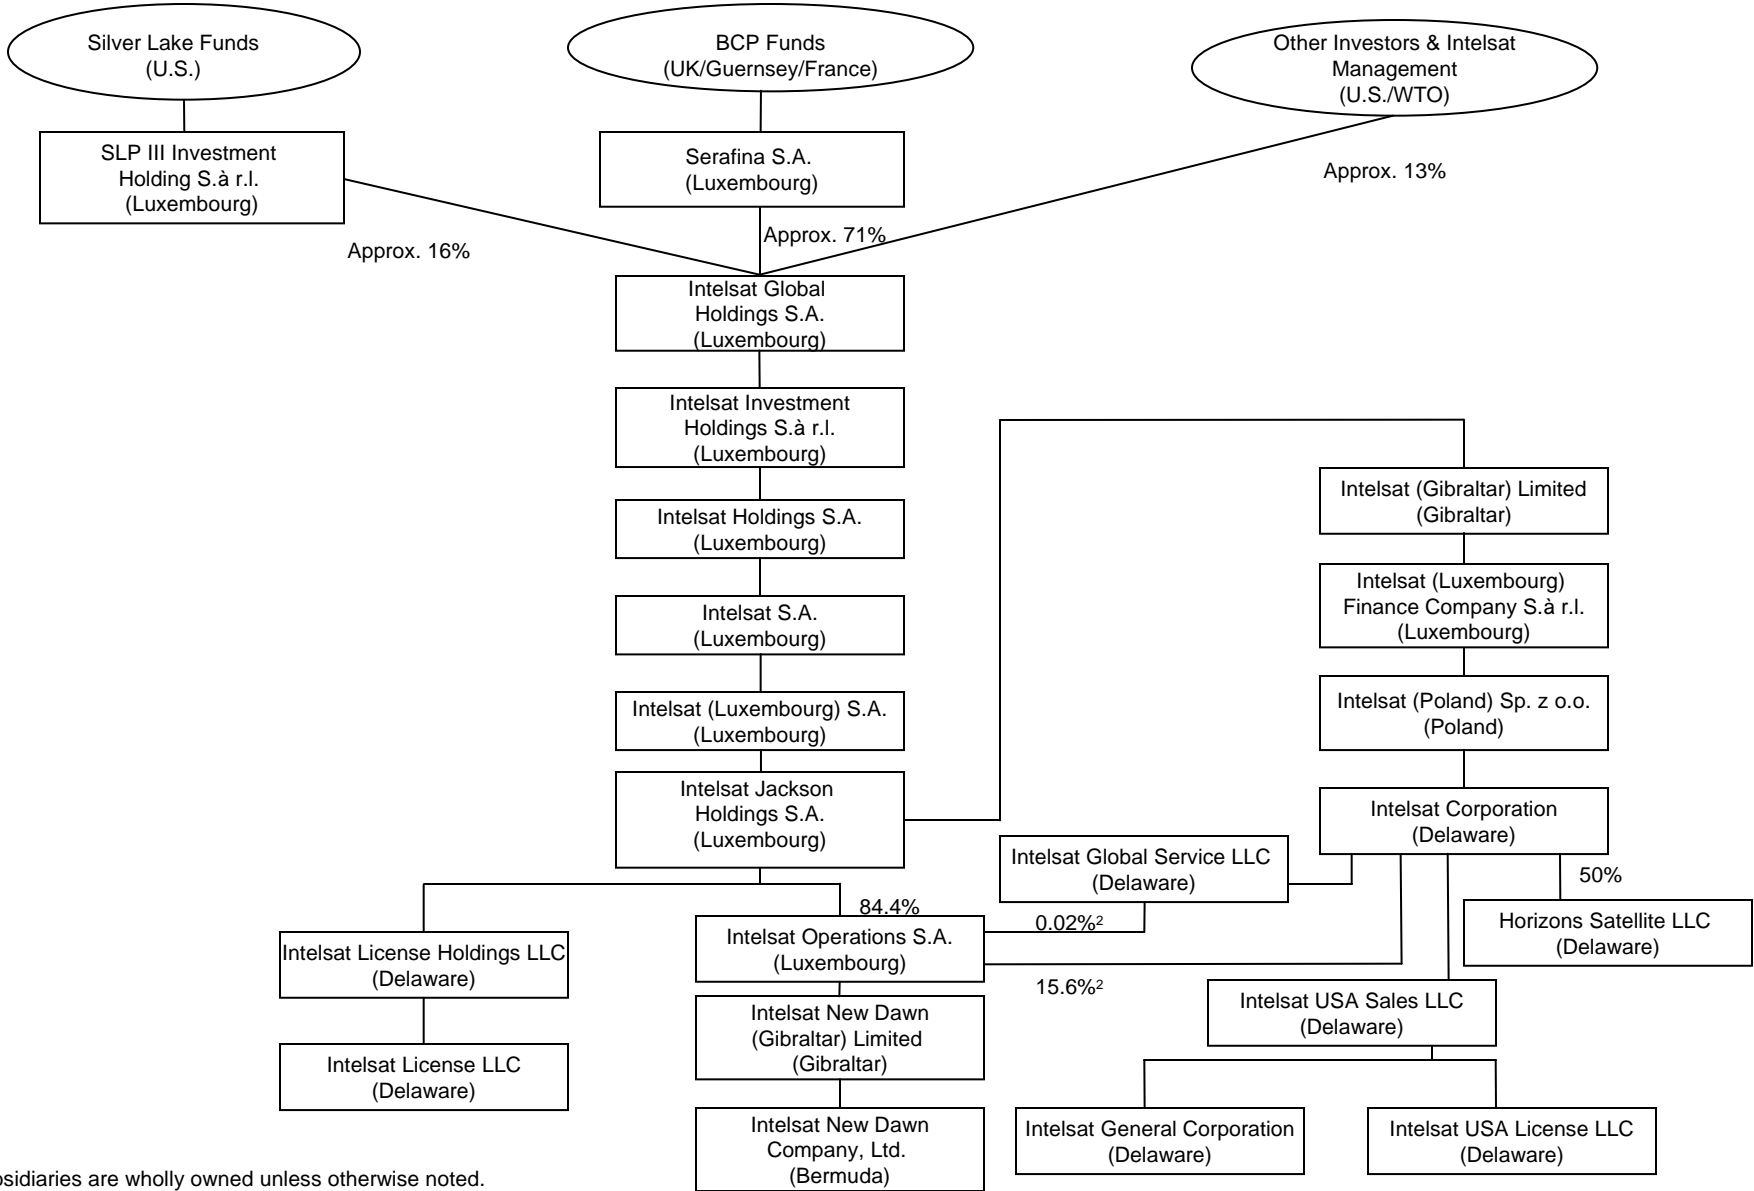 Silver Lake Funds
(U.S.)
BCP Funds
(UK/Guernsey/France)
Other Investors & Intelsat
Management
(U.S./WTO)
SLP III Investment
Holding S.à r.l.
(Luxembourg)
Serafina S.A.
(Luxembourg)
Approx. 13%
Approx. 16%
Approx. 71%
Intelsat Global
Holdings S.A.
(Luxembourg)
Intelsat Investment
Holdings S.à r.l.
(Luxembourg)
Intelsat Holdings S.A.
(Luxembourg)
Intelsat S.A.
(Luxembourg)
Intelsat (Luxembourg) S.A.
(Luxembourg)
Intelsat Jackson
Holdings S.A.
(Luxembourg)
Intelsat (Gibraltar) Limited
(Gibraltar)
Intelsat (Luxembourg)
Finance Company S.à r.l.
(Luxembourg)
Intelsat (Poland) Sp. z o.o.
(Poland)
Intelsat Corporation
(Delaware)
Intelsat Global Service LLC
(Delaware)
50%
Horizons Satellite LLC
(Delaware)
84.4%
0.02%²
15.6%²
Intelsat License Holdings LLC
(Delaware)
Intelsat Operations S.A.
(Luxembourg)
Intelsat USA Sales LLC
(Delaware)
Intelsat License LLC
(Delaware)
Intelsat New Dawn
(Gibraltar) Limited
(Gibraltar)
Intelsat New Dawn
Company, Ltd.
(Bermuda)
Intelsat General Corporation
(Delaware)
Intelsat USA License LLC
(Delaware)
are wholly owned unless otherwise noted.